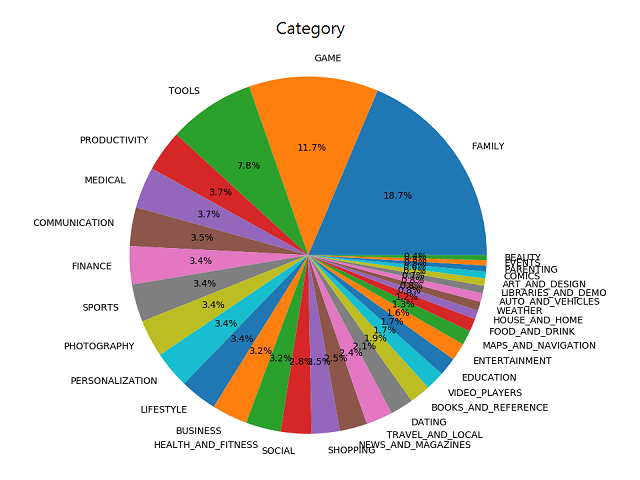 Category
GAME
TOOLS
FAMILY
PRODUCTIVITY
MEDICAL
COMMUNICATION
FINANCE
SPORTS
PHOTOGRAPHY
PERSONALIZATION
LIFESTYLE
BUSINESS
HEALTH_AND_FITNESS
SOCIAL
SHOPPING
NEWS_AND_MAGAZINES
TRAVEL_AND_LOCAL
DATING
BOOKS_AND_REFERENCE
VIDEO_PLAYERS
EDUCATION
ENTERTAINMENT
MAPS_AND_NAVIGATION
FOOD_AND_DRINK
HOUSE_AND_HOME
WEATHER
AUTO_AND_VEHICLES
LIBRARIES_AND_DEMO
ART_AND_DESIGN
COMICS
PARENTING
EVENTS
BEAUTY
18.7%
11.7%
7.8%
3.7%
3.7%
3.5%
3.4%
3.4%
3.4%
3.4%
3.4%
3.2%
3.2%
2.8%
2.5%
2.5%
2.4%
2.1%
1.9%
1.7%
1.7%
1.6%
1.3%
1.2%
0.8%